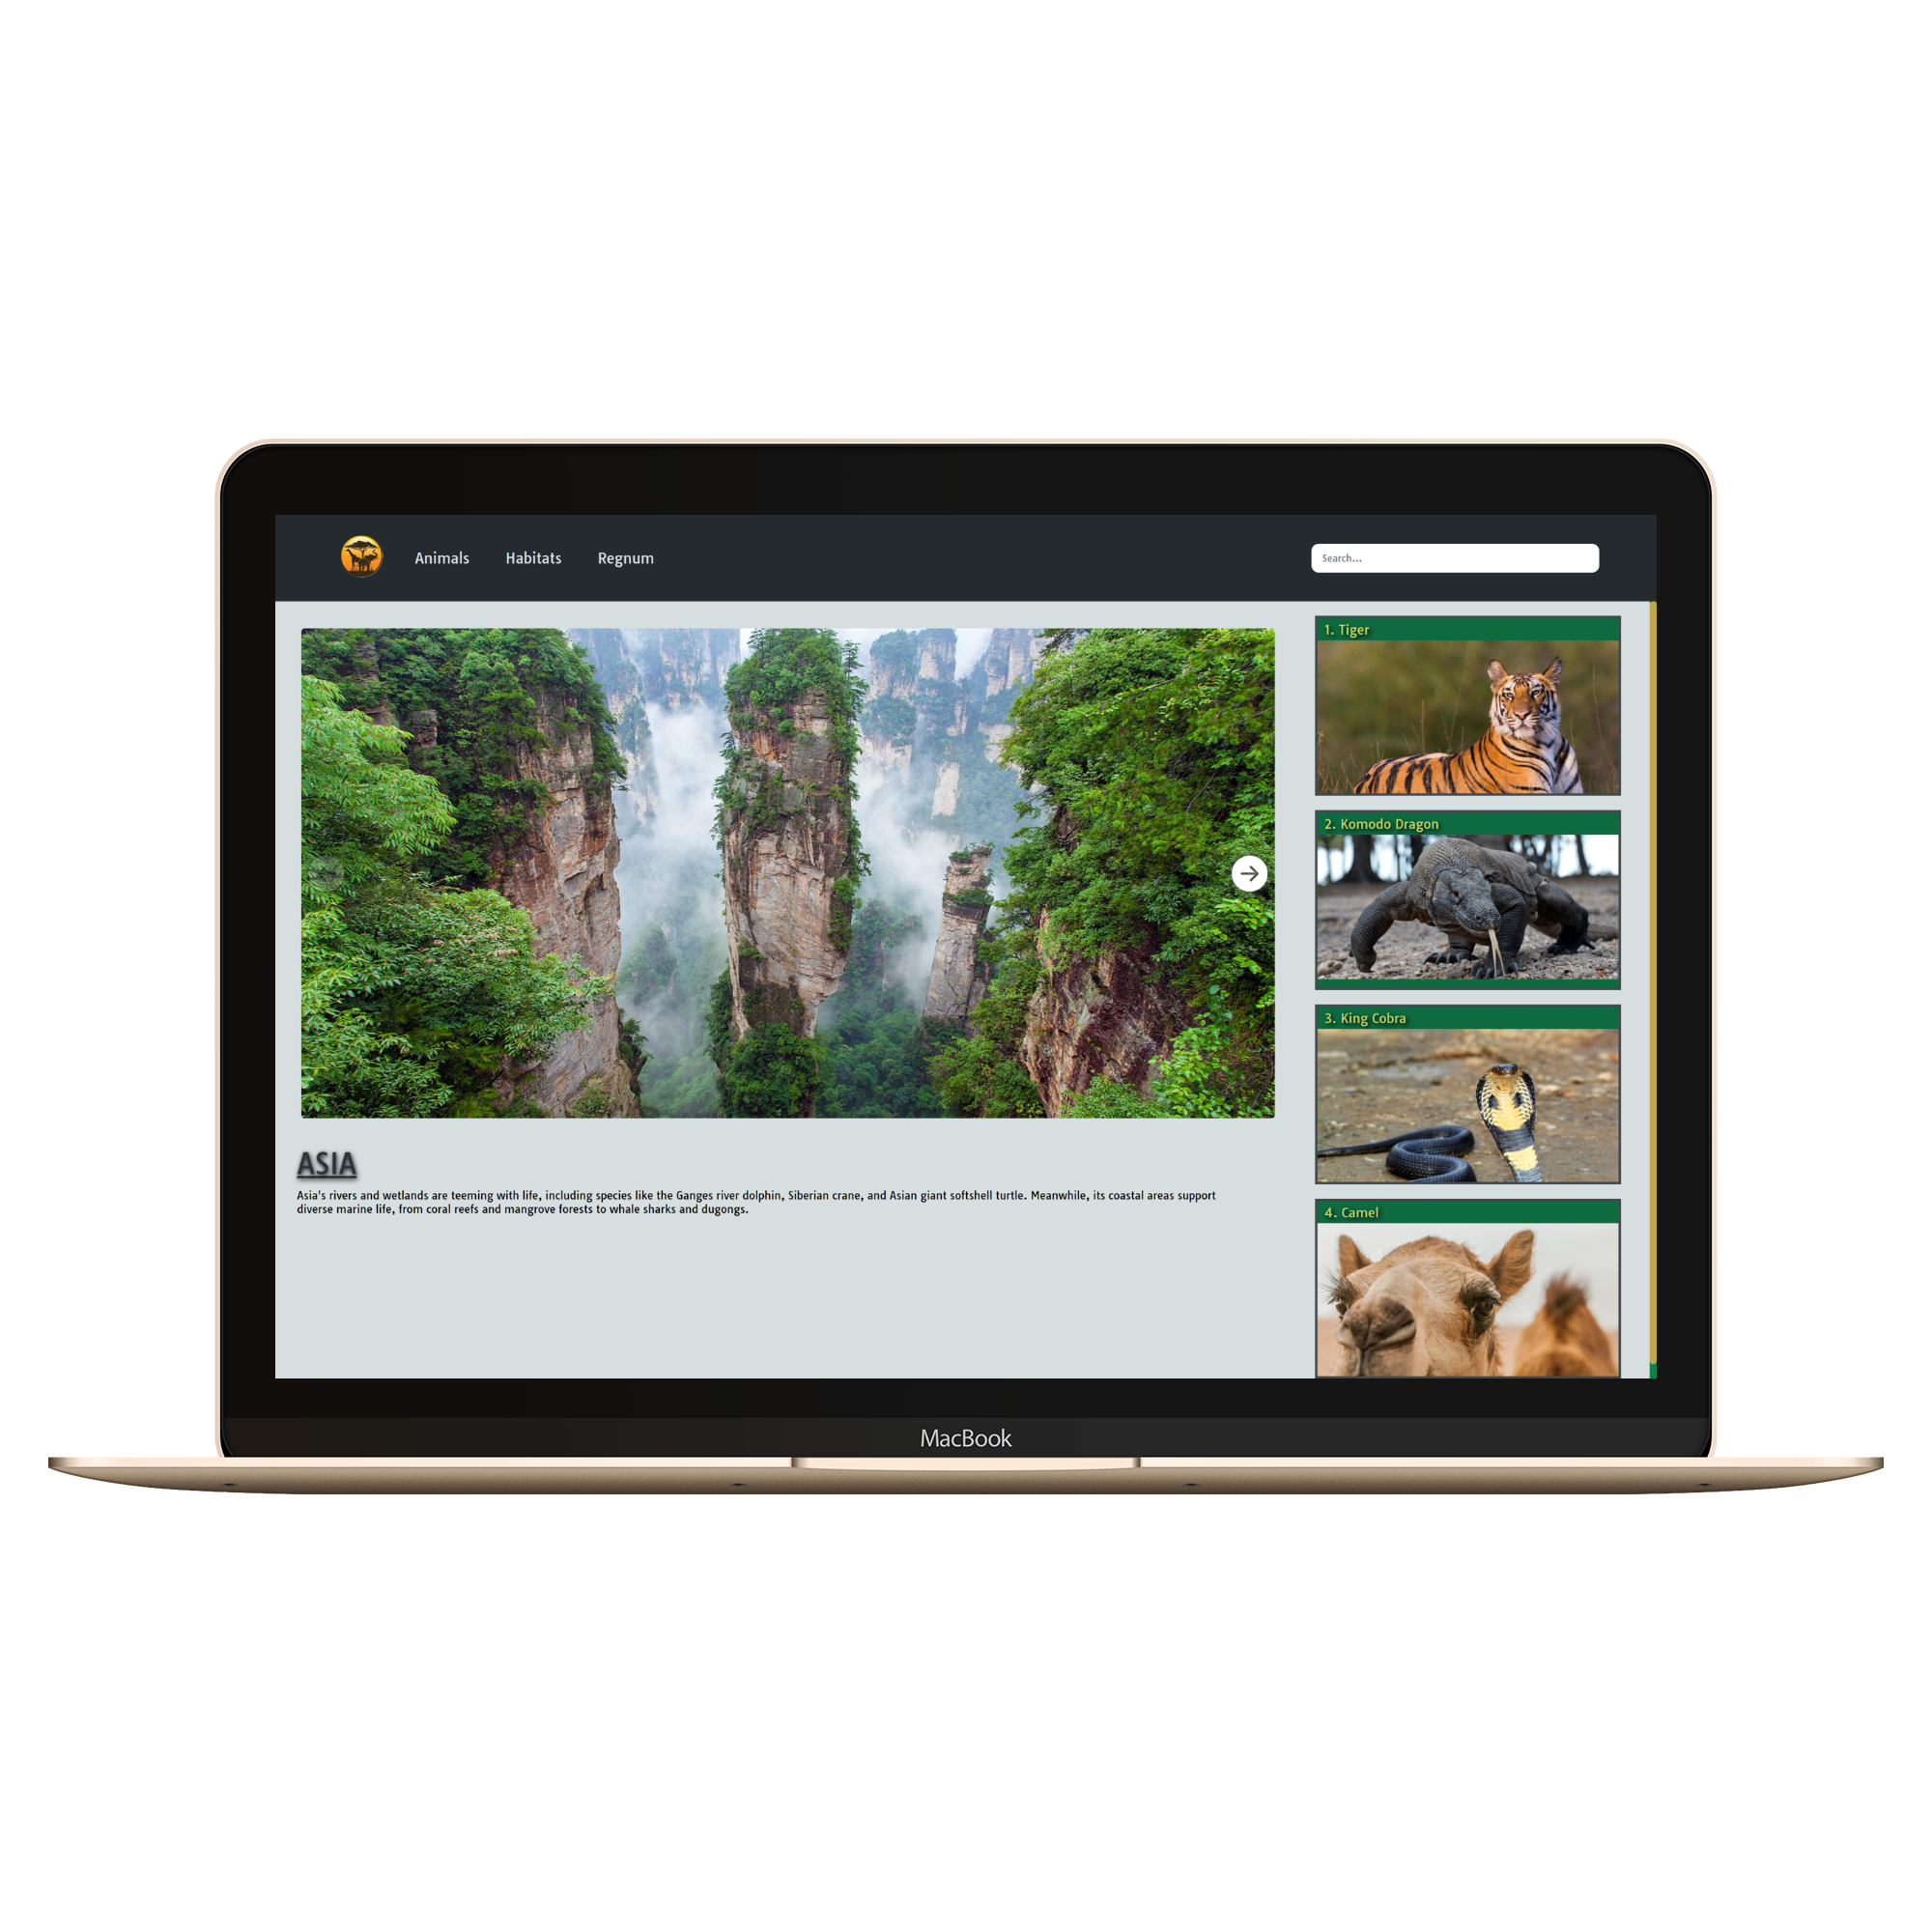 Animals
Habitats
Regnum
Search...
1. Tiger
2. Komodo Dragon
3. King Cobra
4. Camel
ASIA
Asia's rivers and wetlands are teeming with life, including species like the Ganges river dolphin, Siberian crane, and Asian giant softshell turtle. Meanwhile, its coastal areas support
diverse marine life, from coral reefs and mangrove forests to whale sharks and dugongs.
MacBook